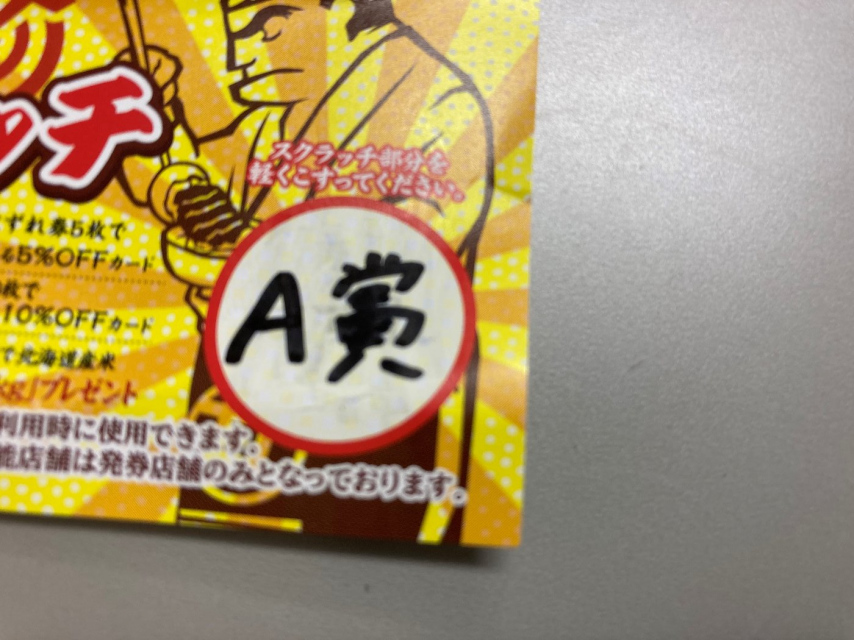 ッチ
スクラッチ部分を
軽くこすってください。
ずれ券5枚で
る5%OFFカード
枚で
10%OFFカード
で北海道産米
kg」プレゼント
A賞
利用時に使用できます。
能店舗は発券店舗のみとなっております。